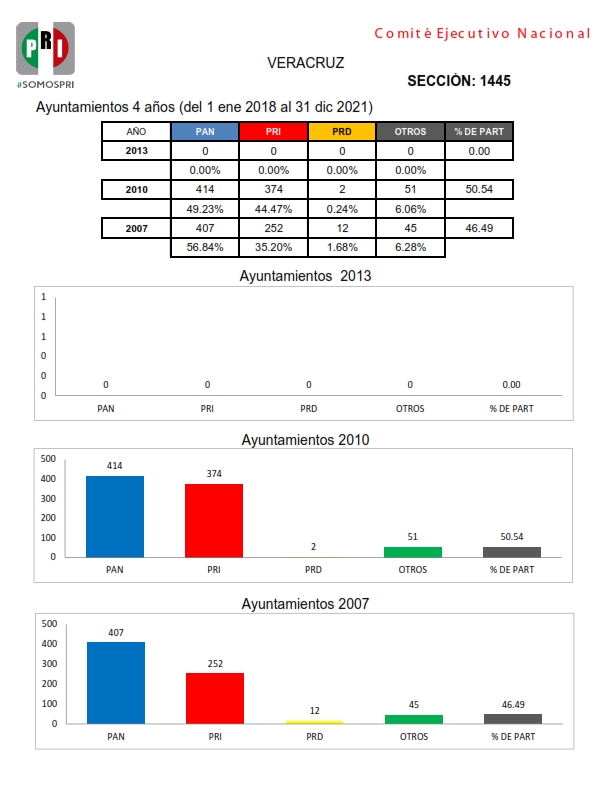 Comité Ejecutivo Nacional
PRI
#SOMOSPRI
VERACRUZ
SECCIÓN: 1445
Ayuntamientos 4 años (del 1 ene 2018 al 31 dic 2021)
AÑO PAN PRI PRD OTROS % DE PART
2013 0 0 0 0 0.00
0.00% 0.00% 0.00% 0.00%
2010 414 374 2 51 50.54
49.23% 44.47% 0.24% 6.06%
2007 407 252 12 45 46.49
56.84% 35.20% 1.68% 6.28%
Ayuntamientos 2013
1
1
1
0
0
0
0 0 0 0 0.00
PAN PRI PRD OTROS % DE PART
Ayuntamientos 2010
500
400
300
200
100
0
414 374 2 51 50.54
PAN PRI PRD OTROS % DE PART
Ayuntamientos 2007
500
400
300
200
100
0
407 252 12 45 46.49
PAN PRI PRD OTROS % DE PART